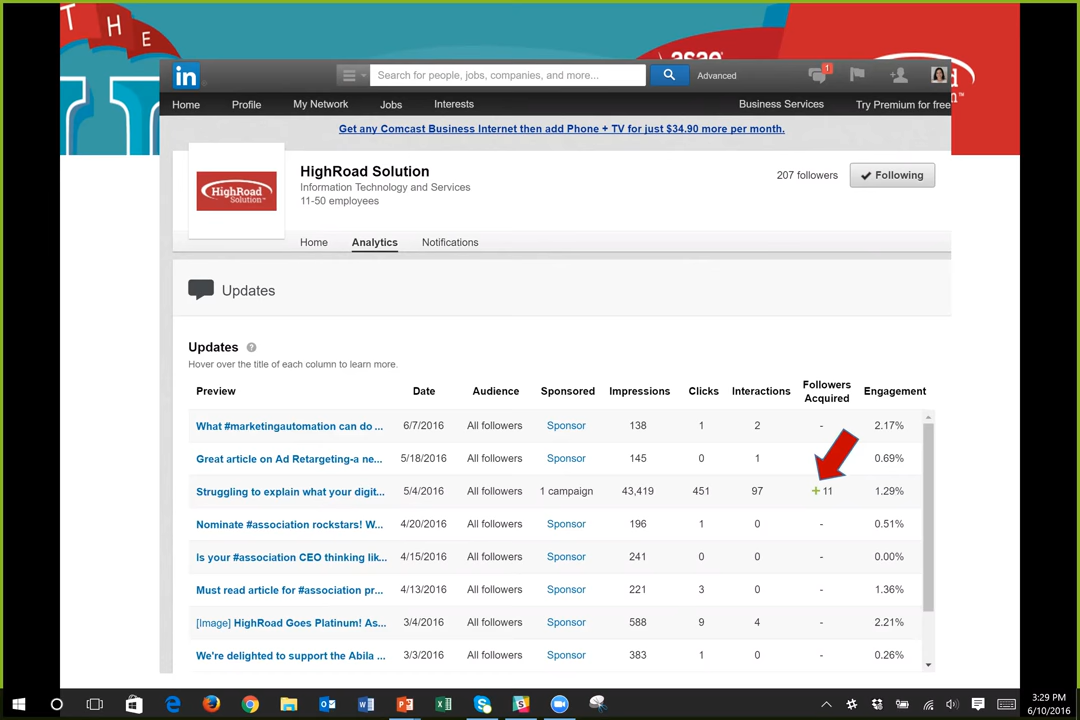 THE
asae
in
Search for people, jobs, companies, and more...
Advanced
1
Home Profile My Network Jobs Interests Business Services Try Premium for free
Get any Comcast Business Internet then add Phone + TV for just $34.90 more per month.
HighRoad Solution
HighRoad Solution
Information Technology and Services
11-50 employees
207 followers
Following
Home Analytics Notifications
Updates
Updates ?
Hover over the title of each column to learn more.
Preview Date Audience Sponsored Impressions Clicks Interactions Followers Acquired Engagement
What #marketingautomation can do ... 6/7/2016 All followers Sponsor 138 1 2 - 2.17%
Great article on Ad Retargeting-a ne... 5/18/2016 All followers Sponsor 145 0 1 0.69%
Struggling to explain what your digit... 5/4/2016 All followers 1 campaign 43,419 451 97 +11 1.29%
Nominate #association rockstars! W... 4/20/2016 All followers Sponsor 196 1 0 - 0.51%
Is your #association CEO thinking lik... 4/15/2016 All followers Sponsor 241 0 0 - 0.00%
Must read article for #association pr... 4/13/2016 All followers Sponsor 221 3 0 - 1.36%
[Image] HighRoad Goes Platinum! As... 3/4/2016 All followers Sponsor 588 9 4 - 2.21%
We're delighted to support the Abila ... 3/3/2016 All followers Sponsor 383 1 0 - 0.26%
3:29 PM
6/10/2016